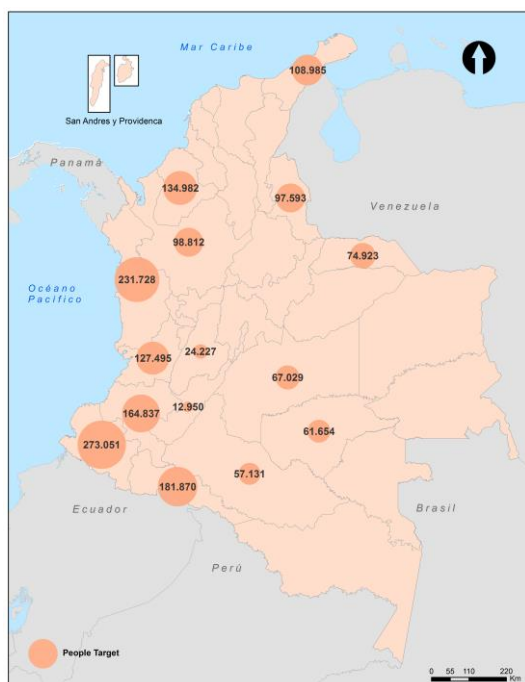 Mar Caribe
108.985
San Andres y Providenca
Panamá
134.982
97.593
Venezuela
98.812
74.923
231.728
Océano
Pacífico
24.227
127.495
67.029
12.950
164.837
61.654
273.051
57.131
181.870
Ecuador
Brasil
Perú
People Target
0 55 110 220
Km